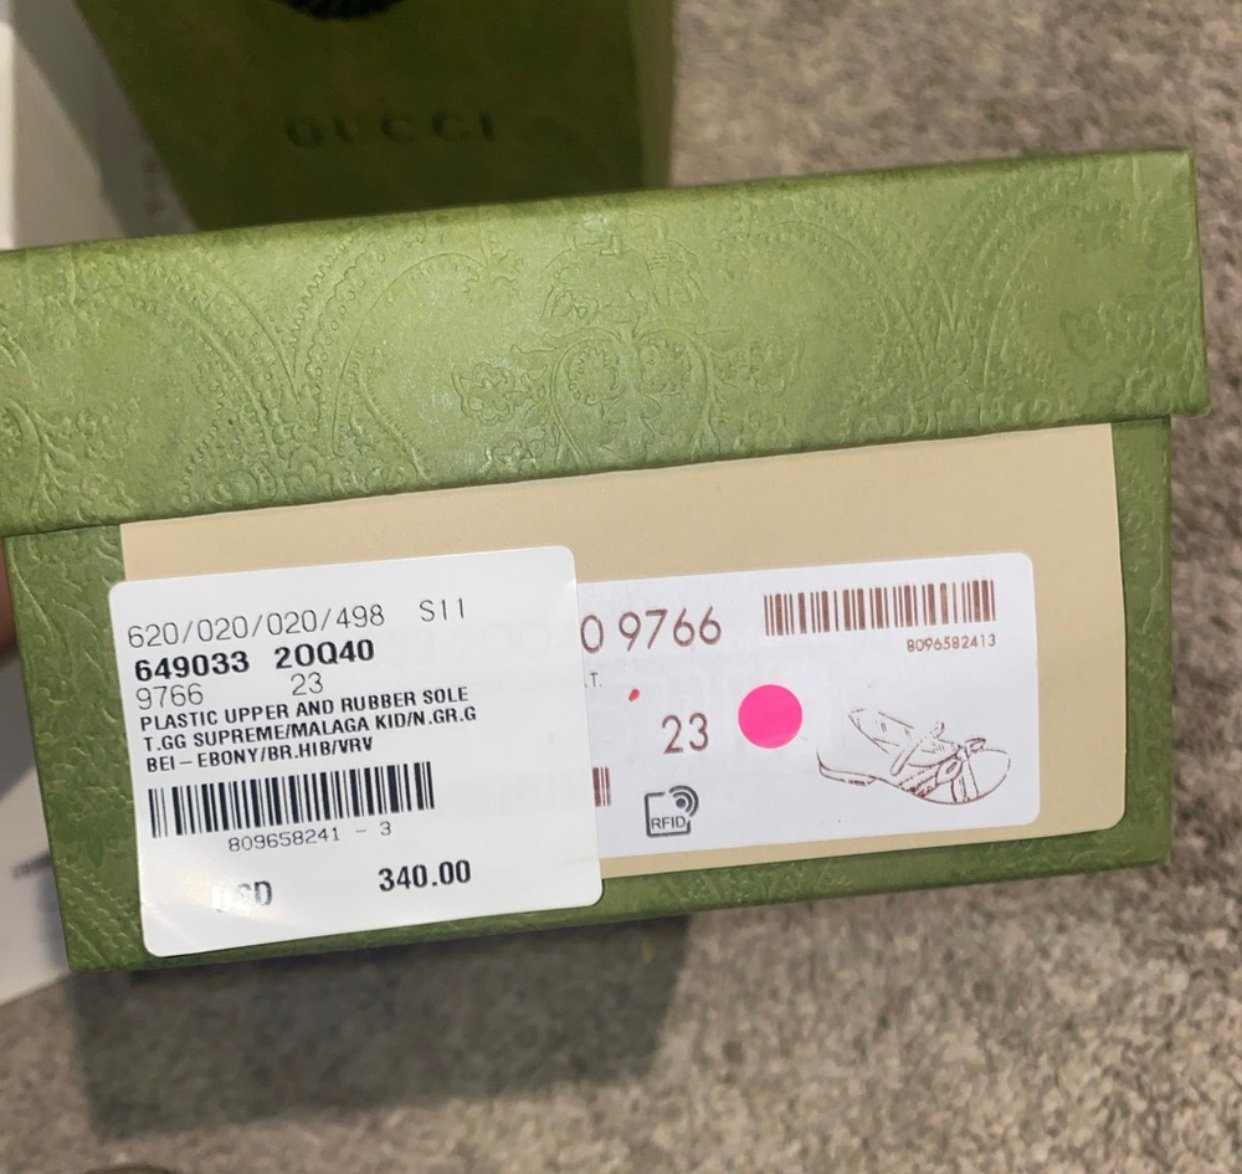 GUCCI
620/020/020/498 S11
649033 2OQ40
9766 23
PLASTIC UPPER AND RUBBER SOLE
T.GG SUPREME/MALAGA KID/N.GR.G
BEI-EBONY/BR.HIB/VRV
809658241 - 3
USD 340.00
0 9766
8096582413
.T.
23
RFID